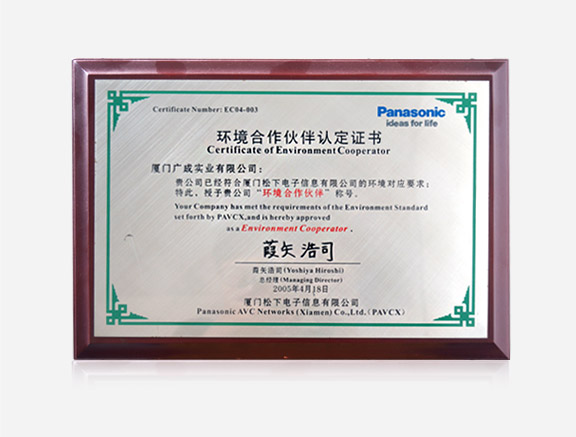 Certificate Number: EC04-003
Panasonic
ideas for life
环境合作伙伴认定证书
Certificate of Environment Cooperator
厦门广成实业有限公司：
贵公司已经符合厦门松下电子信息有限公司的环境对应要求；
特此，授予贵公司“环境合作伙伴”称号。
Your Company has met the requirements of the Environment Standard
set forth by PAVCX,and is hereby approved
as a Environment Cooperator .
葭矢 浩司
葭矢浩司(Yoshiya Hiroshi)
总经理(Managing Director)
2005年4月18日
厦门松下电子信息有限公司
Panasonic AVC Networks (Xiamen) Co.,Ltd.(PAVCX)